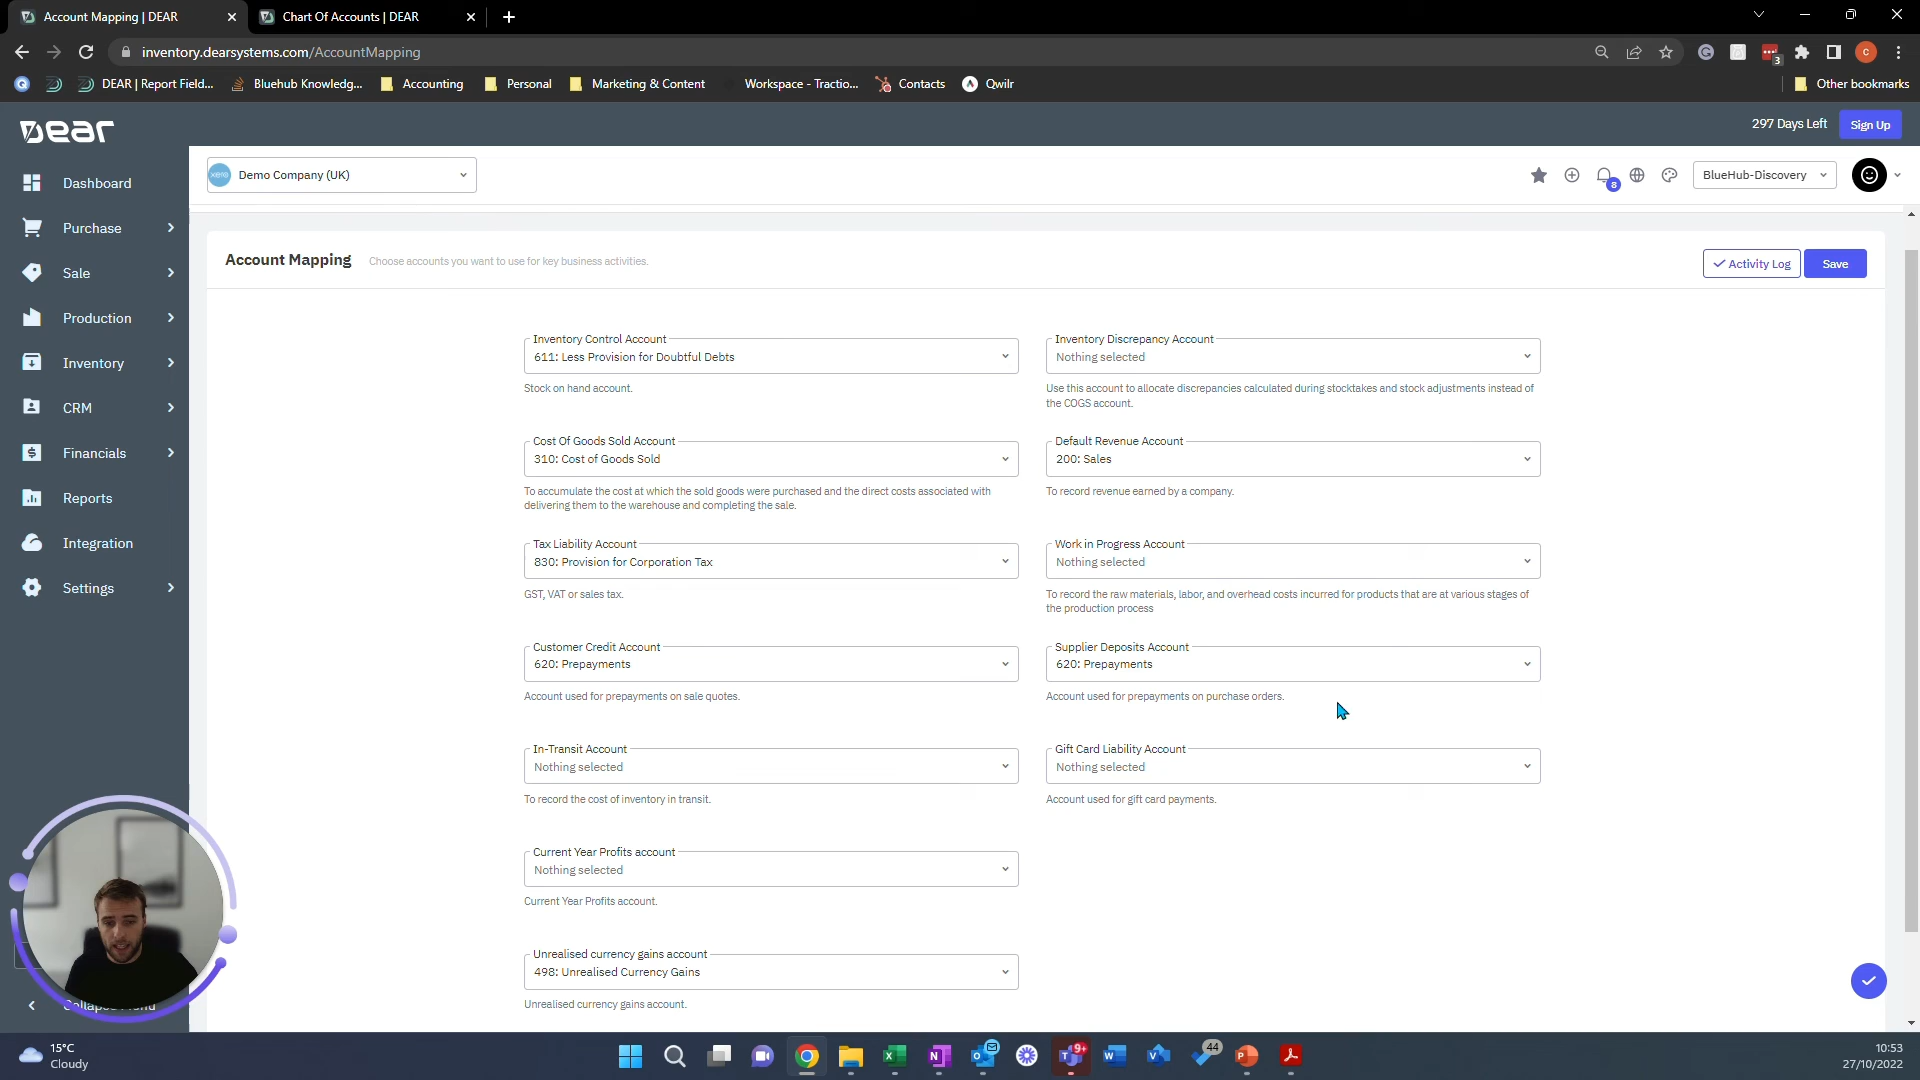 Account Mapping | DEAR
Chart Of Accounts | DEAR
inventory.dearsystems.com/AccountMapping
3
C
DEAR | Report Field...
Bluehub Knowledg...
Accounting
Personal
Marketing & Content
Workspace - Tractio...
Contacts
Qwilr
Other bookmarks
Dear
297 Days Left
Sign Up
xero
Demo Company (UK)
8
BlueHub-Discovery
Dashboard
Purchase
Sale
Production
Inventory
CRM
Financials
Reports
Integration
Settings
Account Mapping
Choose accounts you want to use for key business activities.
Activity Log
Save
Inventory Control Account
611: Less Provision for Doubtful Debts
Stock on hand account.
Inventory Discrepancy Account
Nothing selected
Use this account to allocate discrepancies calculated during stocktakes and stock adjustments instead of
the COGS account.
Cost Of Goods Sold Account
310: Cost of Goods Sold
To accumulate the cost at which the sold goods were purchased and the direct costs associated with
delivering them to the warehouse and completing the sale.
Default Revenue Account
200: Sales
To record revenue earned by a company.
Tax Liability Account
830: Provision for Corporation Tax
GST, VAT or sales tax.
Work in Progress Account
Nothing selected
To record the raw materials, labor, and overhead costs incurred for products that are at various stages of
the production process
Customer Credit Account
620: Prepayments
Account used for prepayments on sale quotes.
Supplier Deposits Account
620: Prepayments
Account used for prepayments on purchase orders.
In-Transit Account
Nothing selected
To record the cost of inventory in transit.
Gift Card Liability Account
Nothing selected
Account used for gift card payments.
Current Year Profits account
Nothing selected
Current Year Profits account.
Unrealised currency gains account
498: Unrealised Currency Gains
Unrealised currency gains account.
15°C
Cloudy
9+
44
10:53
27/10/2022